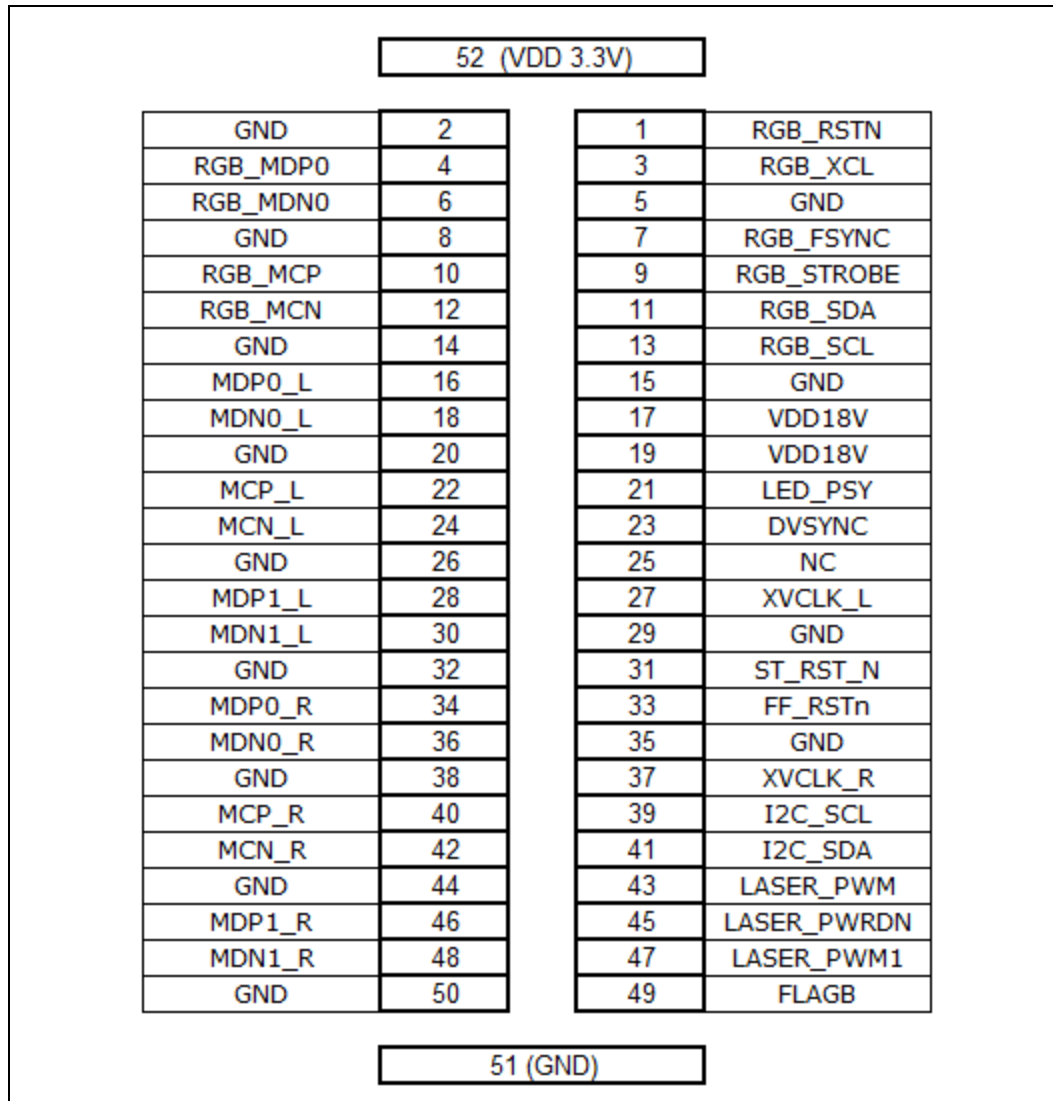 52 (VDD 3.3V)
GND 2 1 RGB_RSTN
RGB_MDP0 4 3 RGB_XCL
RGB_MDN0 6 5 GND
GND 8 7 RGB_FSYNC
RGB_MCP 10 9 RGB_STROBE
RGB_MCN 12 11 RGB_SDA
GND 14 13 RGB_SCL
MDP0_L 16 15 GND
MDN0_L 18 17 VDD18V
GND 20 19 VDD18V
MCP_L 22 21 LED_PSY
MCN_L 24 23 DVSYNC
GND 26 25 NC
MDP1_L 28 27 XVCLK_L
MDN1_L 30 29 GND
GND 32 31 ST_RST_N
MDP0_R 34 33 FF_RSTn
MDN0_R 36 35 GND
GND 38 37 XVCLK_R
MCP_R 40 39 I2C_SCL
MCN_R 42 41 I2C_SDA
GND 44 43 LASER_PWM
MDP1_R 46 45 LASER_PWRDN
MDN1_R 48 47 LASER_PWM1
GND 50 49 FLAGB
51 (GND)